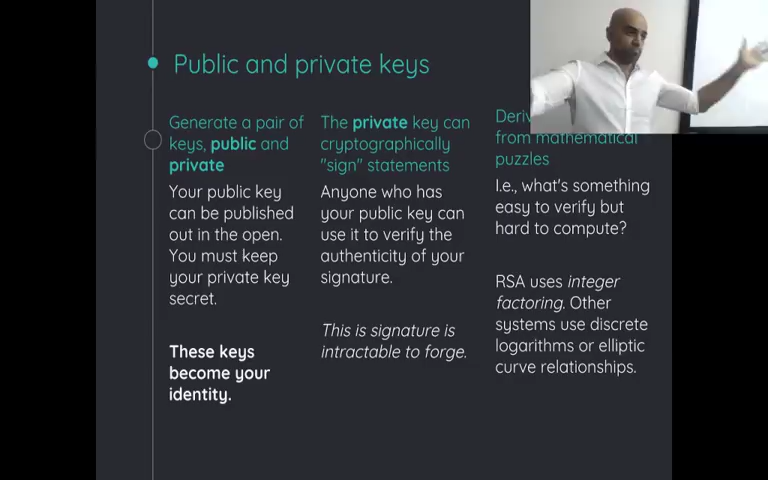 Public and private keys
Generate a pair of
keys, public and
private
Your public key
can be published
out in the open.
You must keep
your private key
secret.
These keys
become your
identity.
The private key can
cryptographically
"sign" statements
Anyone who has
your public key can
use it to verify the
authenticity of your
signature.
This is signature is
intractable to forge.
from mathematical
puzzles
I.e., what's something
easy to verify but
hard to compute?
RSA uses integer
factoring. Other
systems use discrete
logarithms or elliptic
curve relationships.